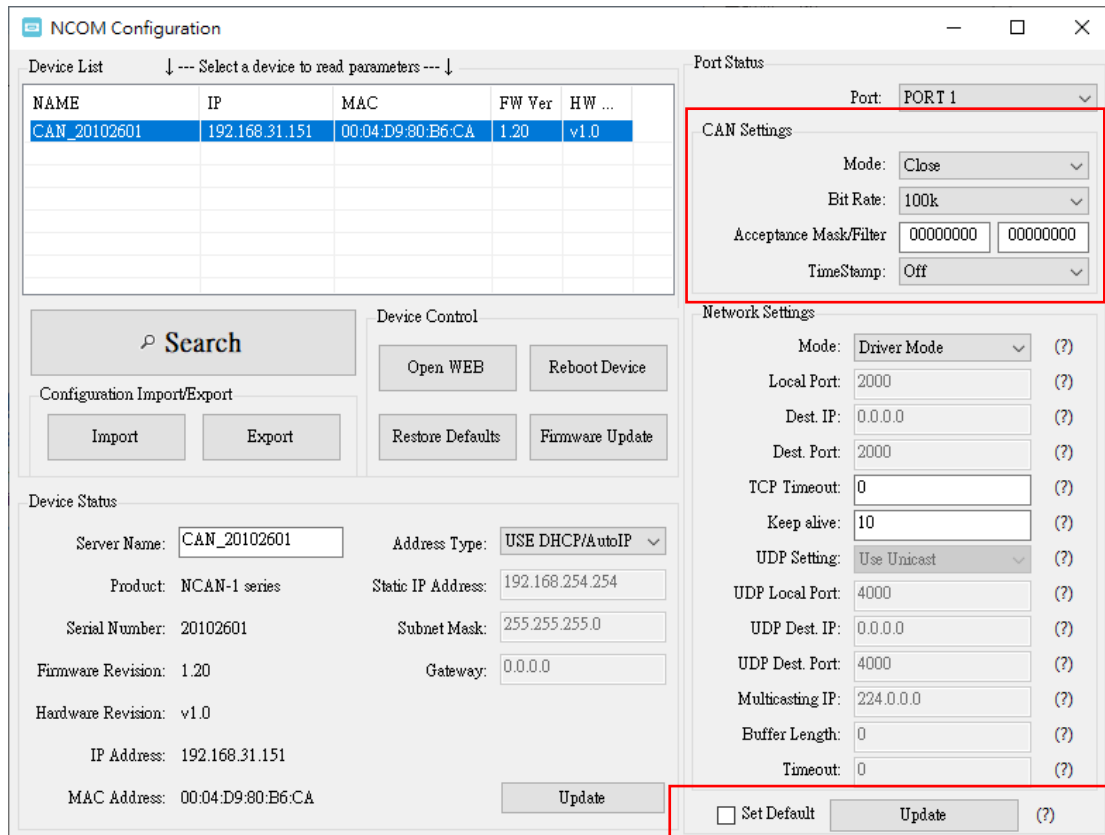 NCOM Configuration
Device List ↓ --- Select a device to read parameters --- ↓
NAME IP MAC FW Ver HW ...
CAN_20102601 192.168.31.151 00:04:D9:80:B6:CA 1.20 v1.0
Search
Configuration Import/Export
Import Export
Device Control
Open WEB Reboot Device
Restore Defaults Firmware Update
Device Status
Server Name: CAN_20102601
Product: NCAN-1 series
Serial Number: 20102601
Firmware Revision: 1.20
Hardware Revision: v1.0
IP Address: 192.168.31.151
MAC Address: 00:04:D9:80:B6:CA
Address Type: USE DHCP/AutoIP
Static IP Address: 192.168.254.254
Subnet Mask: 255.255.255.0
Gateway: 0.0.0.0
Update
Port Status
Port: PORT 1
CAN Settings
Mode: Close
Bit Rate: 100k
Acceptance Mask/Filter 00000000 00000000
TimeStamp: Off
Network Settings
Mode: Driver Mode (?)
Local Port: 2000 (?)
Dest. IP: 0.0.0.0 (?)
Dest. Port: 2000 (?)
TCP Timeout: 0 (?)
Keep alive: 10 (?)
UDP Setting: Use Unicast (?)
UDP Local Port: 4000 (?)
UDP Dest. IP: 0.0.0.0 (?)
UDP Dest. Port: 4000 (?)
Multicasting IP: 224.0.0.0 (?)
Buffer Length: 0 (?)
Timeout: 0 (?)
Set Default Update (?)